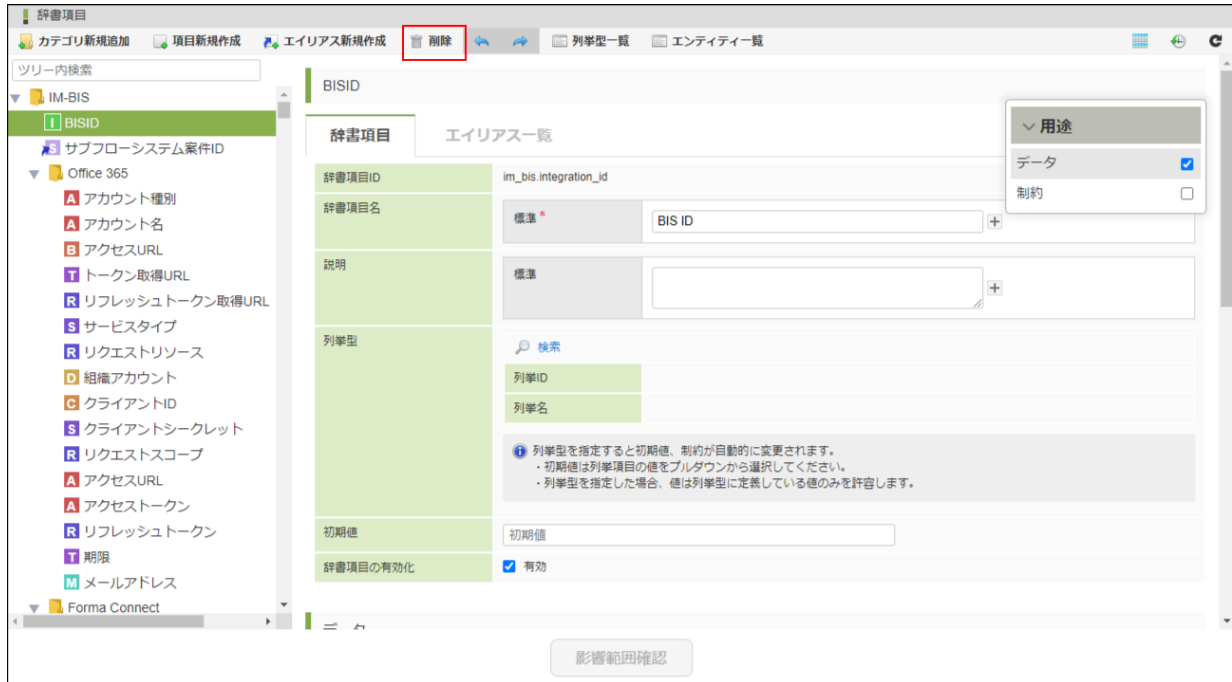 辞書項目
カテゴリ新規追加 項目新規作成 エイリアス新規作成 削除 列挙型一覧 エンティティ一覧
ツリー内検索
IM-BIS
I BISID
S サブフローシステム案件ID
Office 365
A アカウント種別
A アカウント名
B アクセスURL
T トークン取得URL
R リフレッシュトークン取得URL
S サービスタイプ
R リクエストリソース
D 組織アカウント
C クライアントID
S クライアントシークレット
R リクエストスコープ
A アクセスURL
A アクセストークン
R リフレッシュトークン
T 期限
M メールアドレス
Forma Connect
BISID
辞書項目 エイリアス一覧
辞書項目ID im_bis.integration_id
辞書項目名 標準 * BIS ID
説明 標準
列挙型 検索
列挙ID
列挙名
列挙型を指定すると初期値、制約が自動的に変更されます。
・初期値は列挙項目の値をプルダウンから選択してください。
・列挙型を指定した場合、値は列挙型に定義している値のみを許容します。
初期値 初期値
辞書項目の有効化 有効
データ
用途
データ
制約
影響範囲確認